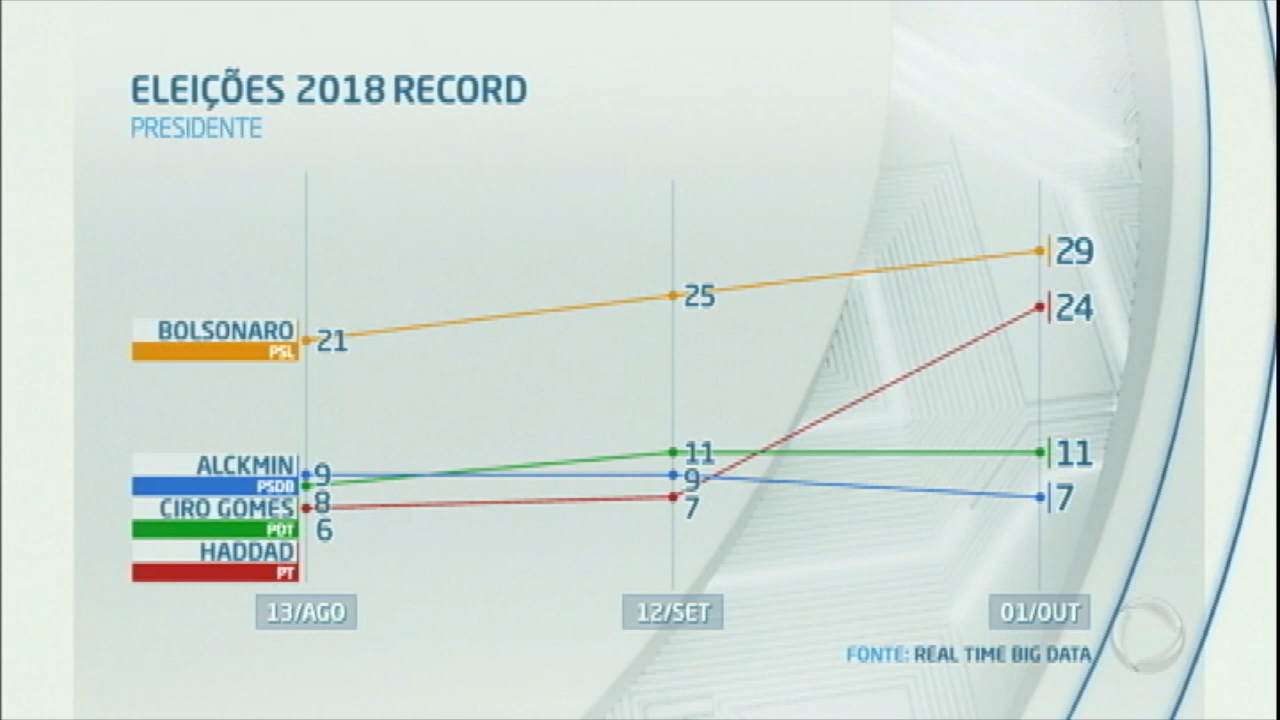 ELEIÇÕES 2018 RECORD
PRESIDENTE
29
25
24
BOLSONARO
21
PSL
11
11
ALCKMIN
9
9
PSDB
7
7
CIRO GOMES
8
PDT
6
HADDAD
PT
13/AGO
12/SET
01/OUT
FONTE: REAL TIME BIG DATA